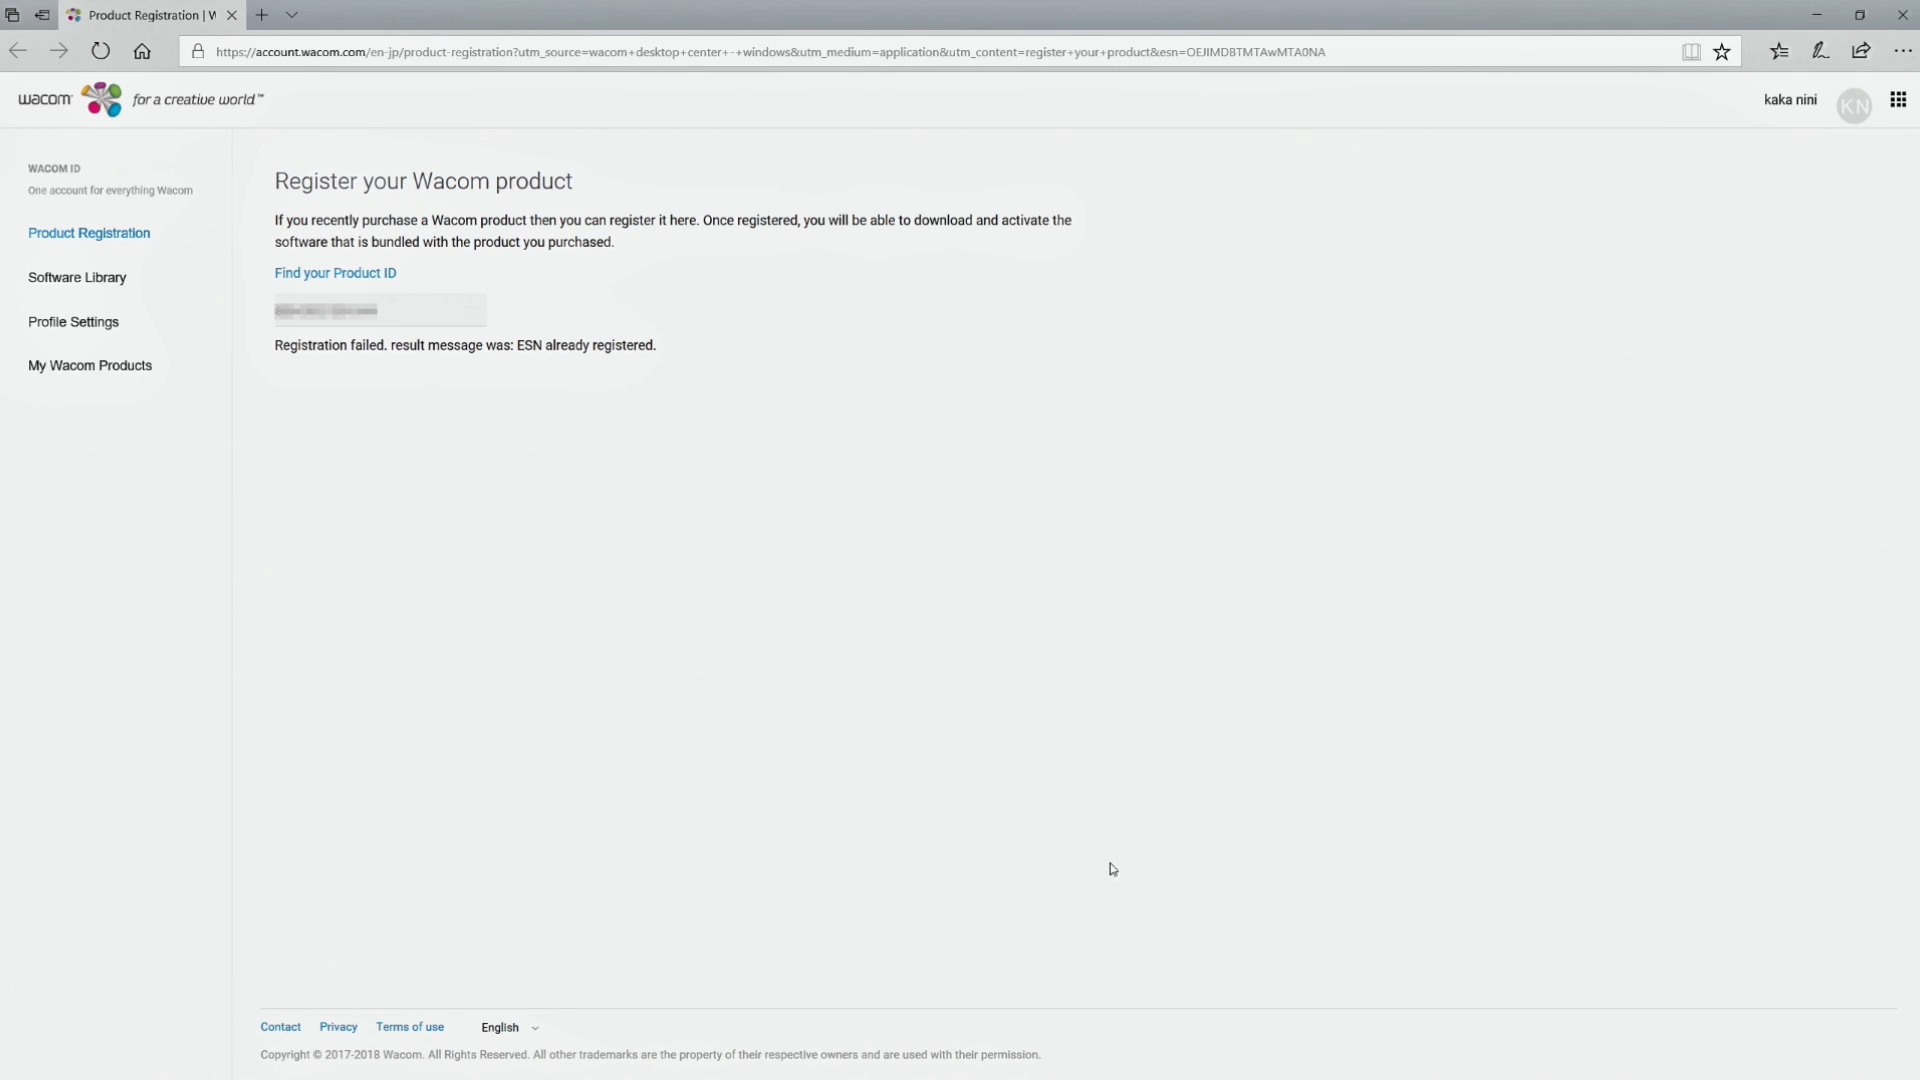 Product Registration | W
https://account.wacom.com/en-jp/product-registration?utm_source=wacom+desktop+center+-+windows&utm_medium=application&utm_content=register+your+product&esn=OEJIMDBTMTAwMTA0NA
wacom for a creative world™
kaka nini KN
WACOM ID
One account for everything Wacom
Product Registration
Software Library
Profile Settings
My Wacom Products
Register your Wacom product
If you recently purchase a Wacom product then you can register it here. Once registered, you will be able to download and activate the
software that is bundled with the product you purchased.
Find your Product ID
Registration failed. result message was: ESN already registered.
Contact Privacy Terms of use English
Copyright © 2017-2018 Wacom. All Rights Reserved. All other trademarks are the property of their respective owners and are used with their permission.